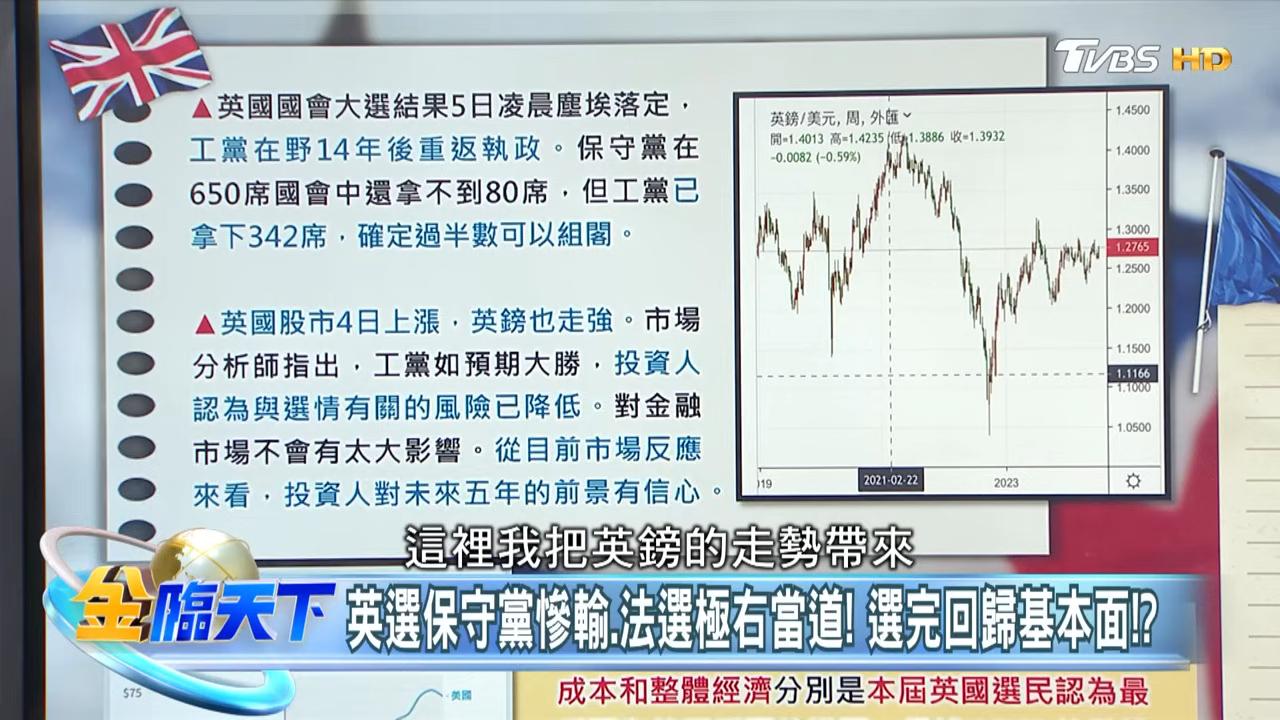 TVBS HD
▲英國國會大選結果5日凌晨塵埃落定，
工黨在野14年後重返執政。保守黨在
650席國會中還拿不到80席，但工黨已
拿下342席，確定過半數可以組閣。
▲英國股市4日上漲，英鎊也走強。市場
分析師指出，工黨如預期大勝，投資人
認為與選情有關的風險已降低。對金融
市場不會有太大影響。從目前市場反應
來看，投資人對未來五年的前景有信心。
英鎊/美元, 周, 外匯
開=1.4013 高=1.4235 低=1.3886 收=1.3932
−0.0082 (−0.59%)
1.4500
1.4000
1.3500
1.3000
1.2765
1.2500
1.2000
1.1500
1.1166
1.1000
1.0500
19
2021-02-22
2023
這裡我把英鎊的走勢帶來
金臨天下
英選保守黨慘輸.法選極右當道! 選完回歸基本面!?
$75
美國
成本和整體經濟分別是本屆英國選民認為最